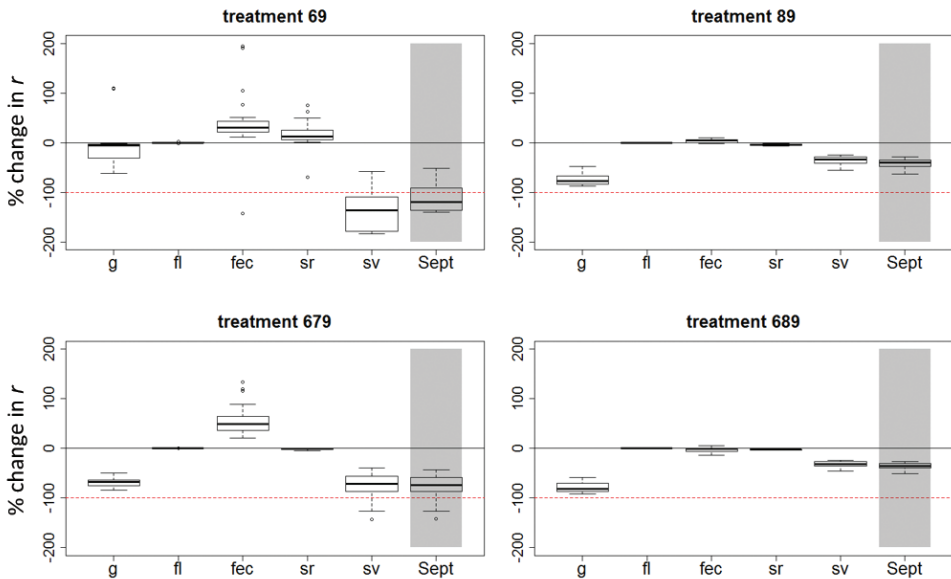 treatment 69
% change in r
200
100
0
-100
-200
g fl fec sr sv Sept
treatment 89
200
100
0
-100
-200
g fl fec sr sv Sept
treatment 679
% change in r
200
100
0
-100
-200
g fl fec sr sv Sept
treatment 689
200
100
0
-100
-200
g fl fec sr sv Sept